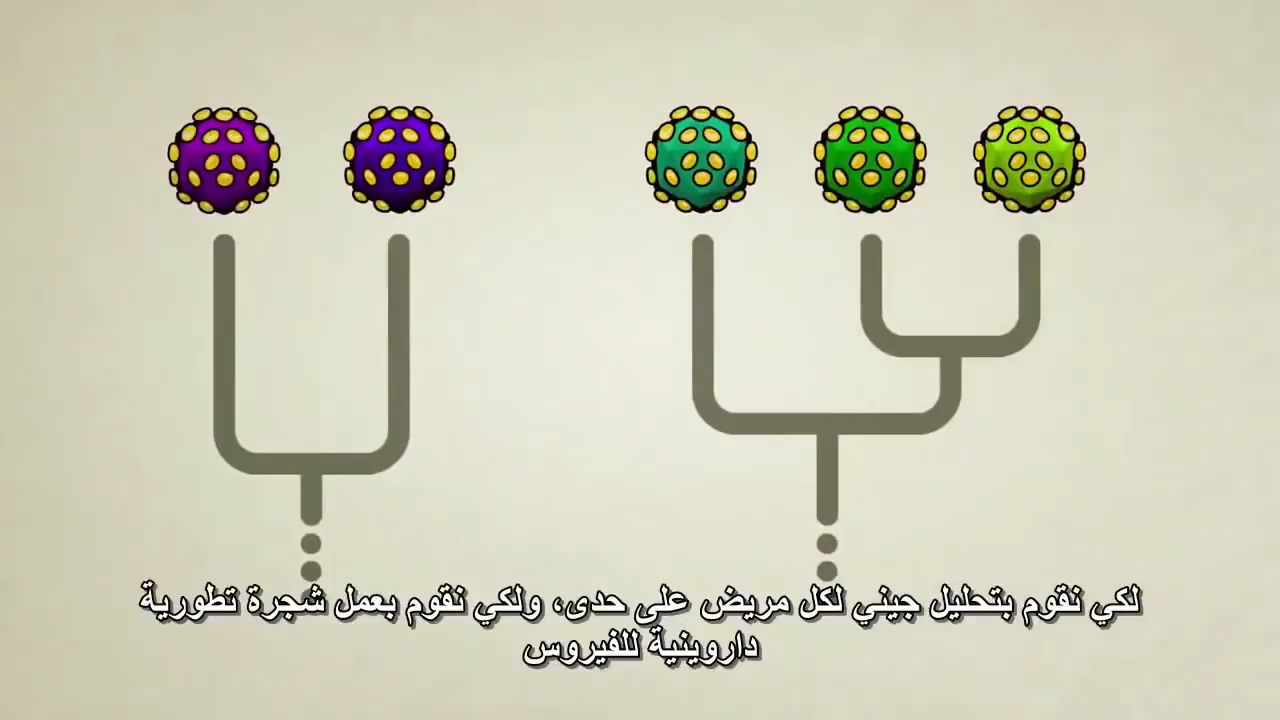 لكي نقوم بتحليل جيني لكل مريض على حدى، ولكي نقوم بعمل شجرة تطورية
داروينية للفيروس